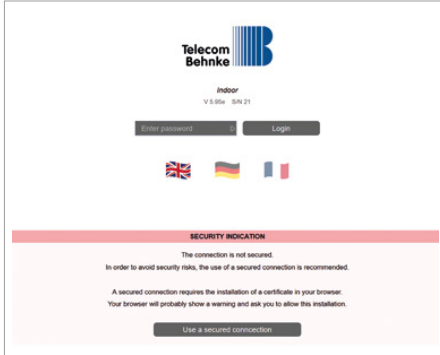 Telecom
Behnke
Indoor
V 5.95e S/N 21
Enter password
Login
SECURITY INDICATION
The connection is not secured.
In order to avoid security risks, the use of a secured connection is recommended.
A secured connection requires the installation of a certificate in your browser.
Your browser will probably show a warning and ask you to allow this installation.
Use a secured conncection